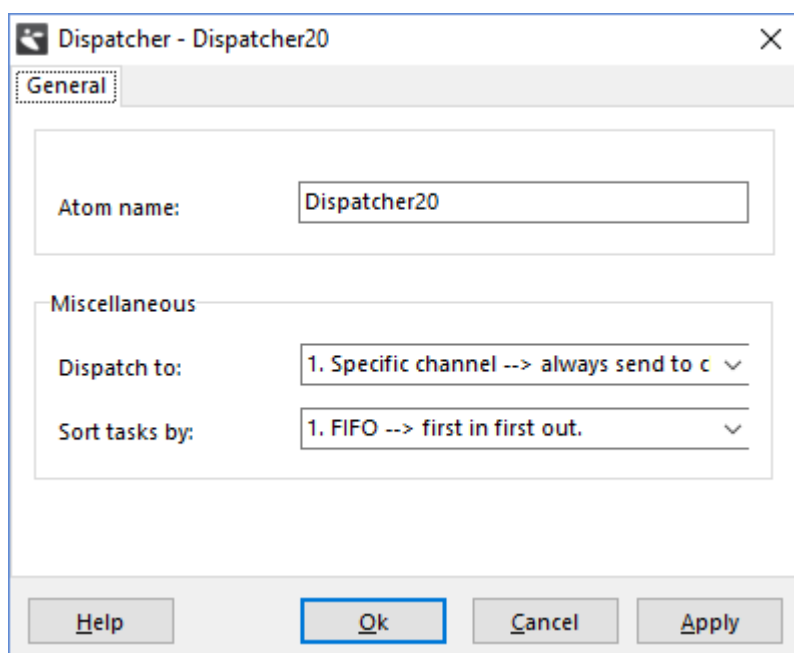 Dispatcher - Dispatcher20
General
Atom name: Dispatcher20
Miscellaneous
Dispatch to: 1. Specific channel --> always send to c
Sort tasks by: 1. FIFO --> first in first out.
Help Ok Cancel Apply